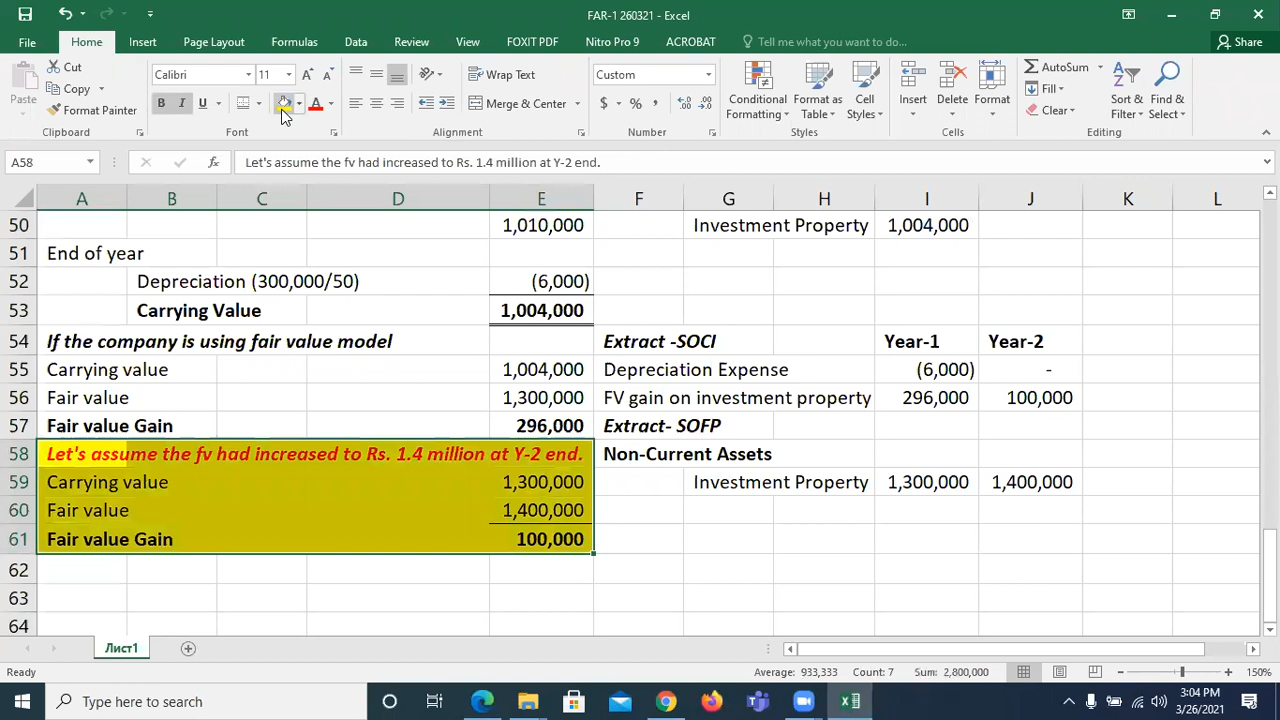 FAR-1 260321 - Excel
File Home Insert Page Layout Formulas Data Review View FOXIT PDF Nitro Pro 9 ACROBAT Tell me what you want to do... Share
Paste Cut Copy Format Painter Clipboard
Calibri 11 B I U A Font
Wrap Text Merge & Center Alignment
Custom $ % , Number
Conditional Formatting Format as Table Cell Styles Styles
Insert Delete Format Cells
AutoSum Fill Clear Sort & Filter Find & Select Editing
A58 fx Let's assume the fv had increased to Rs. 1.4 million at Y-2 end.
A B C D E F G H I J K L
50 1,010,000 Investment Property 1,004,000
51 End of year
52 Depreciation (300,000/50) (6,000)
53 Carrying Value 1,004,000
54 If the company is using fair value model Extract -SOCI Year-1 Year-2
55 Carrying value 1,004,000 Depreciation Expense (6,000) -
56 Fair value 1,300,000 FV gain on investment property 296,000 100,000
57 Fair value Gain 296,000 Extract- SOFP
58 Let's assume the fv had increased to Rs. 1.4 million at Y-2 end. Non-Current Assets
59 Carrying value 1,300,000 Investment Property 1,300,000 1,400,000
60 Fair value 1,400,000
61 Fair value Gain 100,000
62
63
64
Лист1
Ready Average: 933,333 Count: 7 Sum: 2,800,000 150%
Type here to search
3:04 PM
3/26/2021